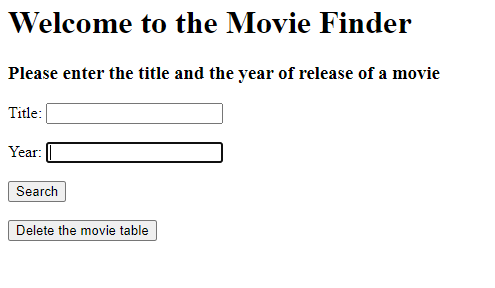 Welcome to the Movie Finder
Please enter the title and the year of release of a movie
Title:
Year:
Search
Delete the movie table